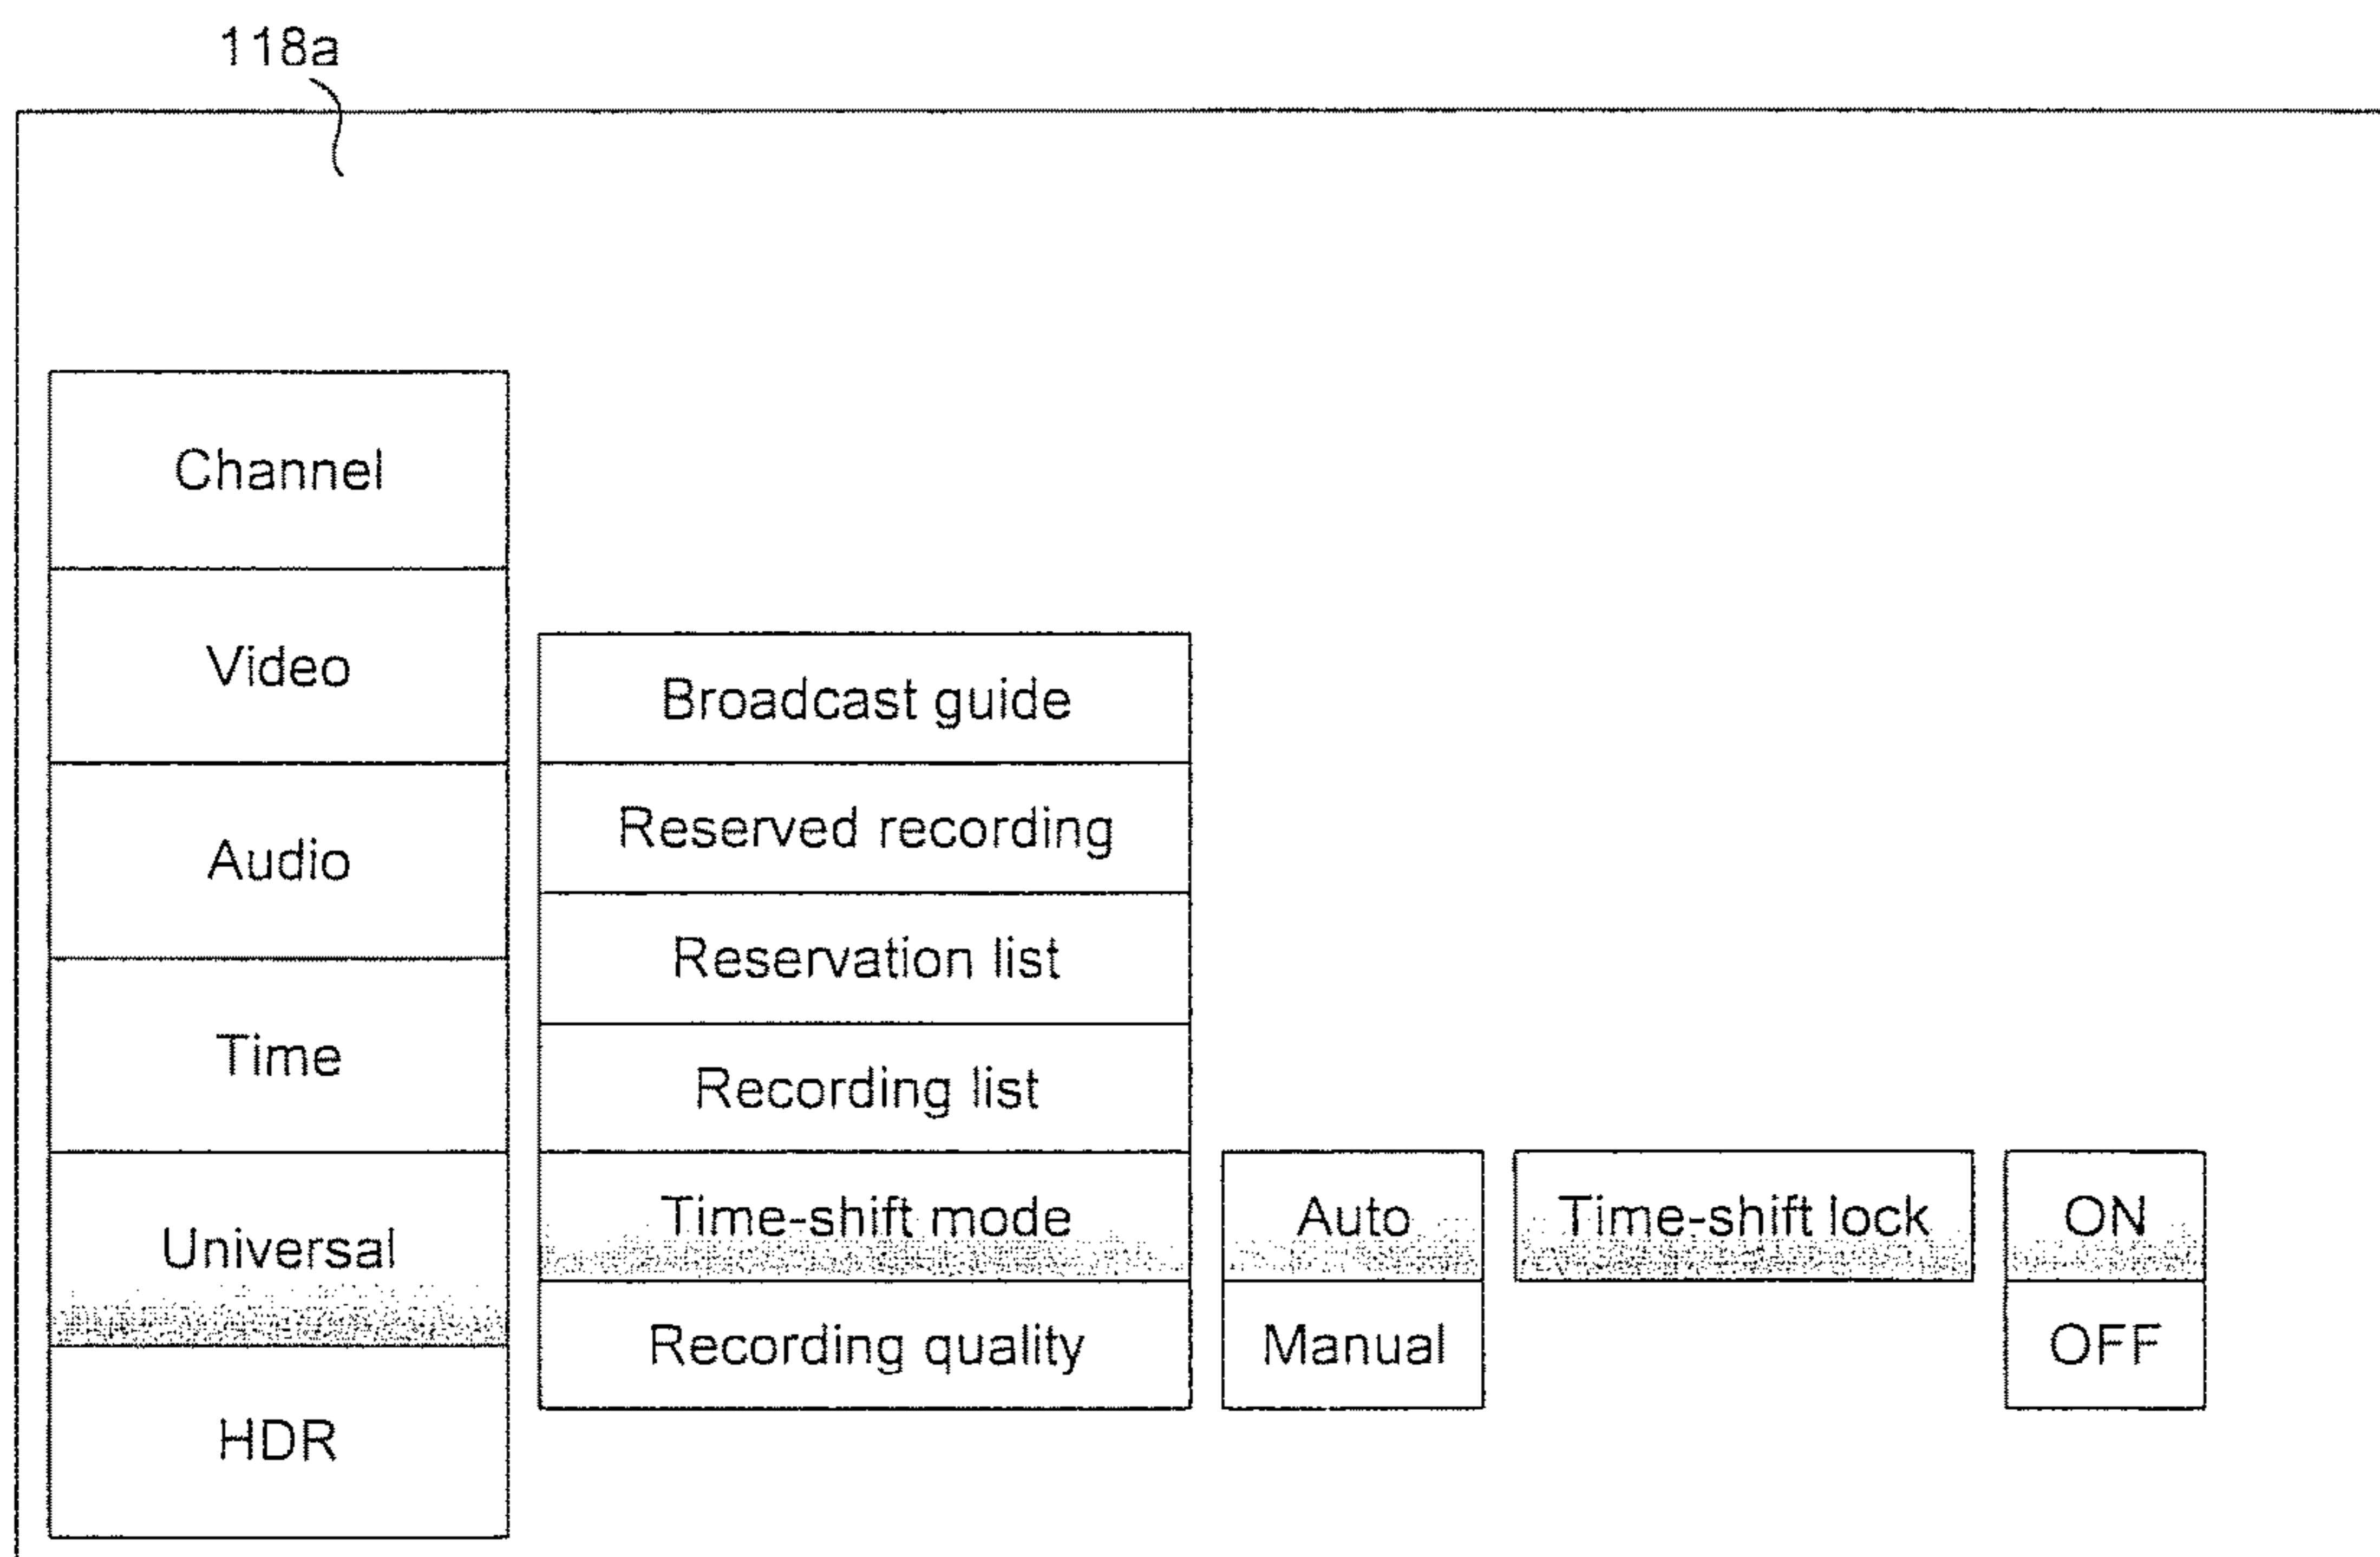 118a
Channel
Video
Audio
Time
Universal
HDR
Broadcast guide
Reserved recording
Reservation list
Recording list
Time-shift mode
Recording quality
Auto
Manual
Time-shift lock
ON
OFF